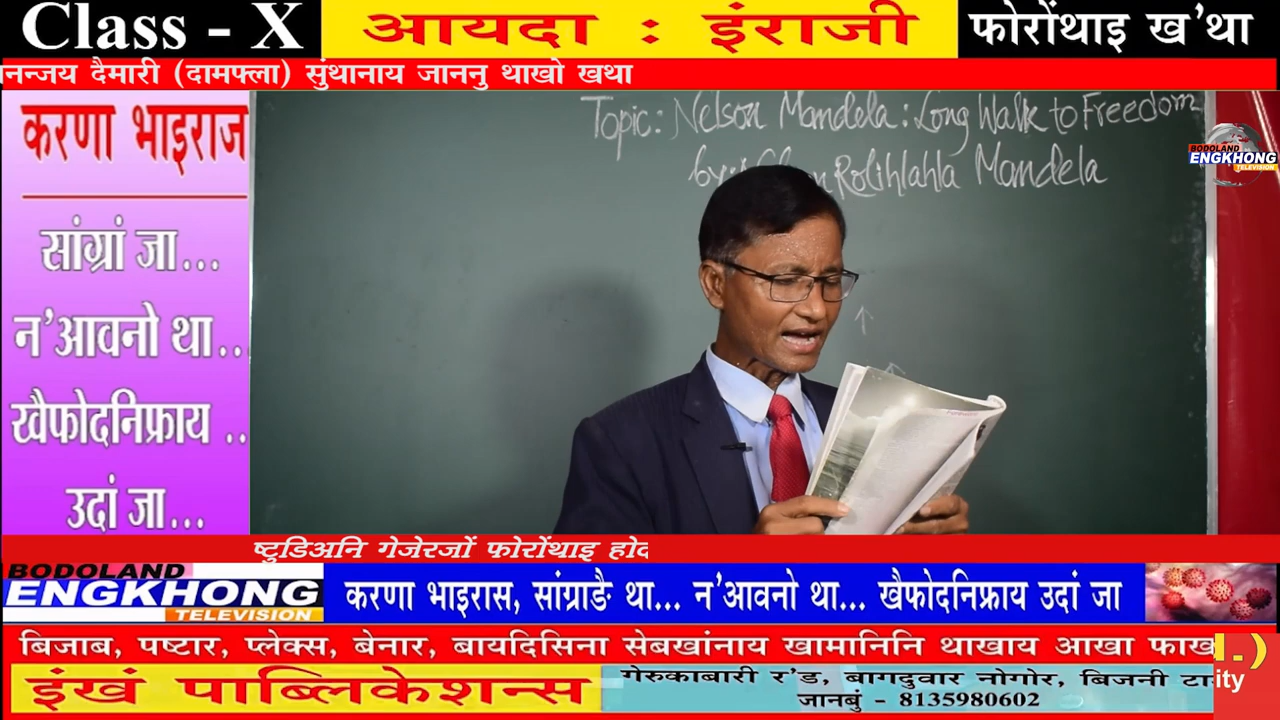 Class - X
आयदा : इंराजी
फोरोंथाइ ख'था
नन्जय दैमारी (दामफ्ला) सुंथानाय जाननु थाखो खथा
करणा भाइराज
सांग्रां जा...
न'आवनो था...
खैफोदनिफ्राय ..
उदां जा...
Topic: Nelson Mandela: Long Walk to Freedom
by: Rolihlahla Mandela
BODOLAND
ENGKHONG
TELEVISION
ष्टुडिअनि गेजेरजों फोरोंथाइ होद
BODOLAND
ENGKHONG
TELEVISION
करणा भाइरास, सांग्राङै था... न'आवनो था... खैफोदनिफ्राय उदां जा
बिजाब, पष्टार, प्लेक्स, बेनार, बायदिसिना सेबखांनाय खामानिनि थाखाय आखा फाख
इंखं पाब्लिकेशन्स
गेरुकाबारी र'ड, बागदुवार नोगोर, बिजनी टा
जानबुं - 8135980602
.)
ity